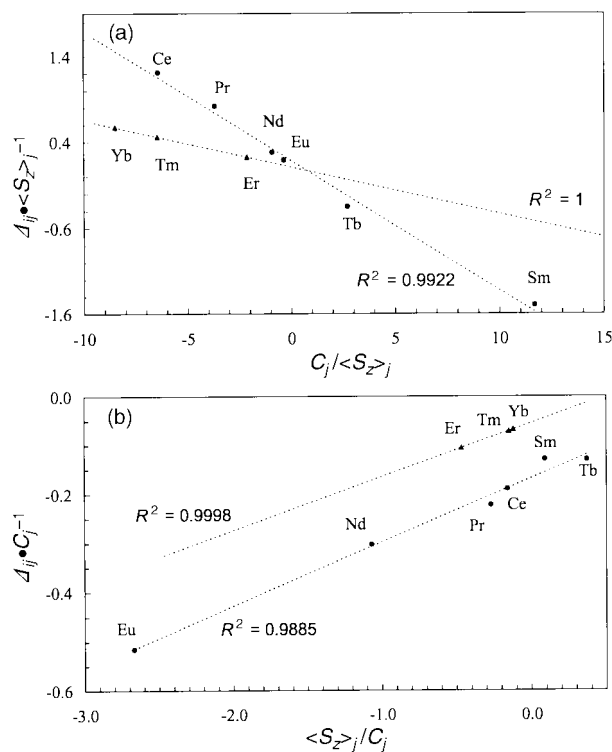 (a)
Ce
1.4
Pr
Nd
0.4
Eu
Yb
Tm
Er
Δij•<Sz>j−1
R2 = 1
-0.6
Tb
R2 = 0.9922
Sm
-1.6
-10 -5 0 5 10 15
Cj/<Sz>j
0.0
(b)
Yb
Tm
Er
Sm
Tb
-0.2
R2 = 0.9998
Ce
Pr
Nd
Δij•Cj−1
-0.4
Eu
R2 = 0.9885
-0.6
-3.0 -2.0 -1.0 0.0
<Sz>j/Cj